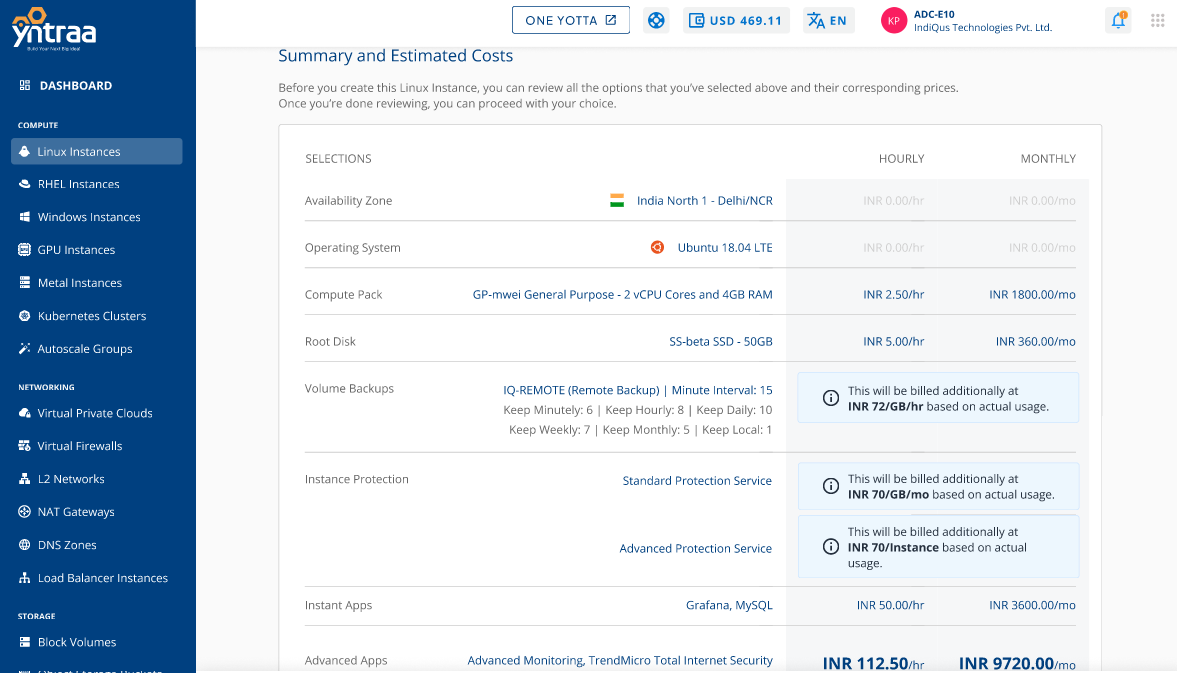 yntraa
Build Your Next Big Idea!
ONE YOTTA
USD 469.11
EN
KP
ADC-E10
IndiQus Technologies Pvt. Ltd.
DASHBOARD
COMPUTE
Linux Instances
RHEL Instances
Windows Instances
GPU Instances
Metal Instances
Kubernetes Clusters
Autoscale Groups
NETWORKING
Virtual Private Clouds
Virtual Firewalls
L2 Networks
NAT Gateways
DNS Zones
Load Balancer Instances
STORAGE
Block Volumes
Summary and Estimated Costs
Before you create this Linux Instance, you can review all the options that you've selected above and their corresponding prices.
Once you're done reviewing, you can proceed with your choice.
SELECTIONS HOURLY MONTHLY
Availability Zone India North 1 - Delhi/NCR INR 0.00/hr INR 0.00/mo
Operating System Ubuntu 18.04 LTE INR 0.00/hr INR 0.00/mo
Compute Pack GP-mwei General Purpose - 2 vCPU Cores and 4GB RAM INR 2.50/hr INR 1800.00/mo
Root Disk SS-beta SSD - 50GB INR 5.00/hr INR 360.00/mo
Volume Backups IQ-REMOTE (Remote Backup) | Minute Interval: 15
Keep Minutely: 6 | Keep Hourly: 8 | Keep Daily: 10
Keep Weekly: 7 | Keep Monthly: 5 | Keep Local: 1
This will be billed additionally at
INR 72/GB/hr based on actual usage.
Instance Protection Standard Protection Service
This will be billed additionally at
INR 70/GB/mo based on actual usage.
Advanced Protection Service
This will be billed additionally at
INR 70/Instance based on actual
usage.
Instant Apps Grafana, MySQL INR 50.00/hr INR 3600.00/mo
Advanced Apps Advanced Monitoring, TrendMicro Total Internet Security INR 112.50/hr INR 9720.00/mo